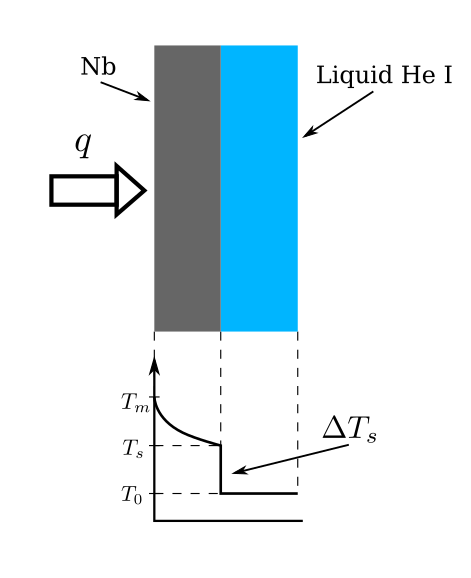 Nb
Liquid He I
q
T_m
ΔT_s
T_s
T_0